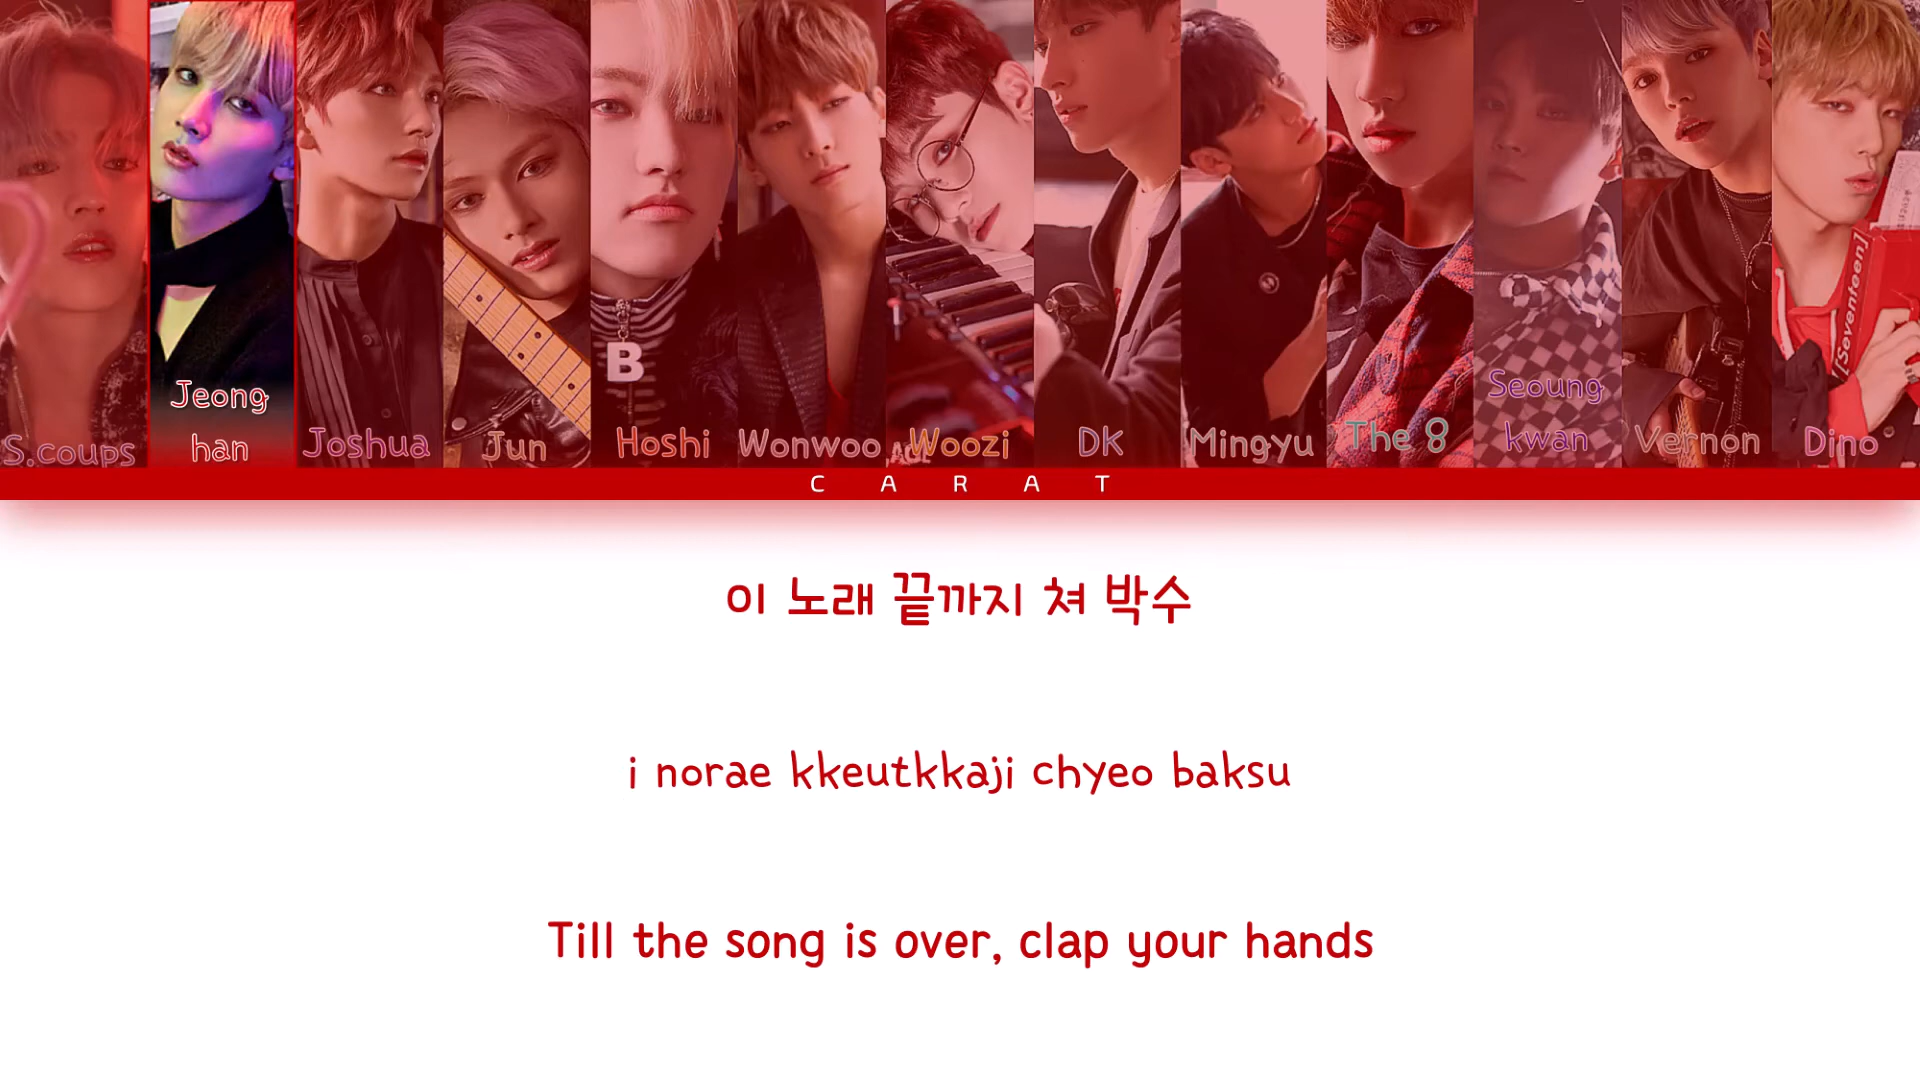 B
[Seventeen]
Jeong
han
S.coups
Joshua
Jun
Hoshi
Wonwoo
Woozi
DK
Mingyu
The 8
Seoung
kwan
Vernon
Dino
C A R A T
이 노래 끝까지 쳐 박수
i norae kkeutkkaji chyeo baksu
Till the song is over, clap your hands